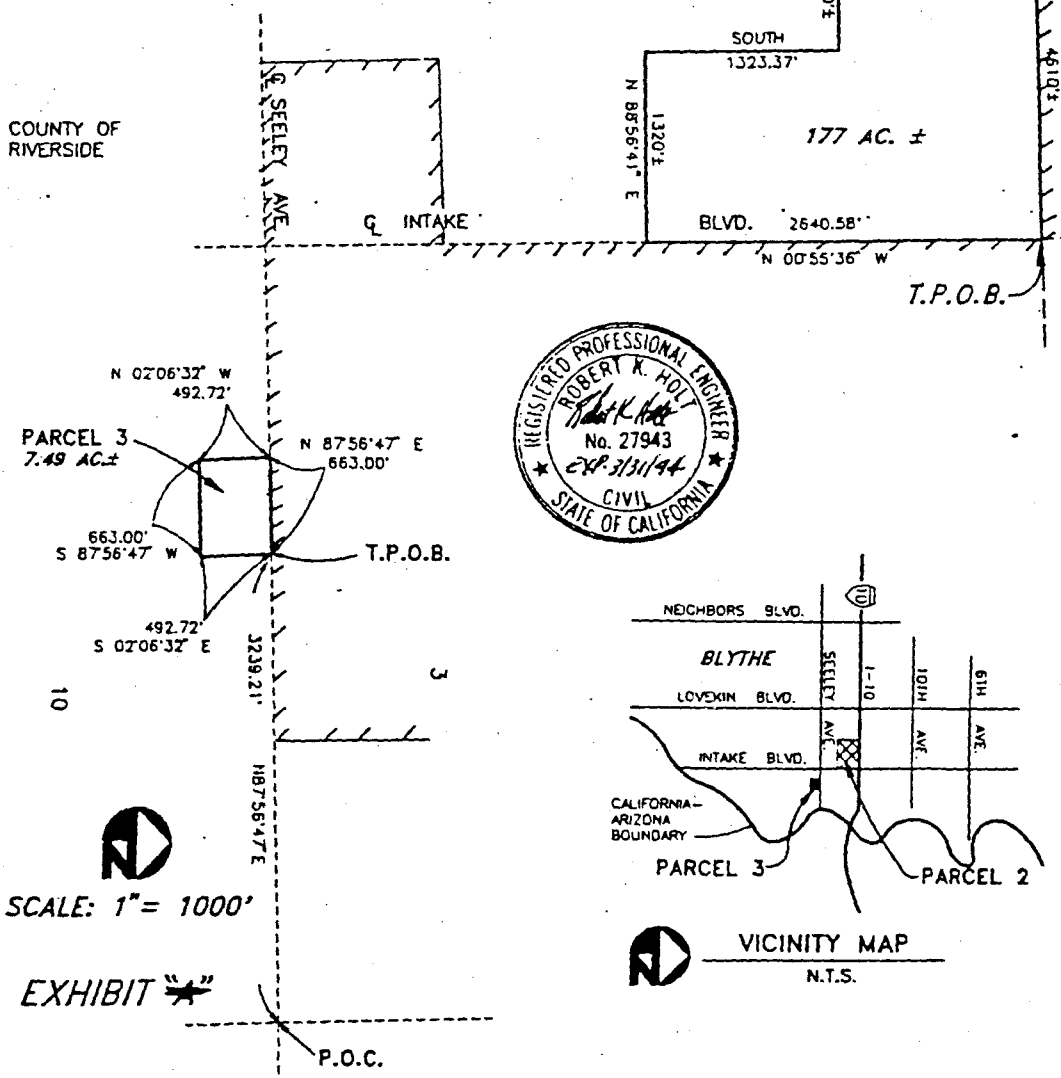 0'±
SOUTH
1323.37'
4610'±
COUNTY OF
RIVERSIDE
℄ SEELEY AVE.
N 88°56'41" E
1320'±
177 AC. ±
℄ INTAKE
BLVD. 2640.58'
N 00°55'36" W
T.P.O.B.
N 02°06'32" W
492.72'
PARCEL 3
7.49 AC.±
N 87°56'47" E
663.00'
663.00'
S 87°56'47" W
T.P.O.B.
492.72'
S 02°06'32" E
3239.21'
3
10
N87°56'47"E
REGISTERED PROFESSIONAL ENGINEER
ROBERT K. HOLT
Robert K Holt
No. 27943
EXP. 3/31/94
CIVIL
STATE OF CALIFORNIA
NEIGHBORS BLVD.
10
BLYTHE
SEELEY AVE.
I-10
10TH AVE.
6TH AVE.
LOVEKIN BLVD.
INTAKE BLVD.
CALIFORNIA-
ARIZONA
BOUNDARY
PARCEL 3
PARCEL 2
N
SCALE: 1"= 1000'
N
VICINITY MAP
N.T.S.
EXHIBIT "A"
P.O.C.